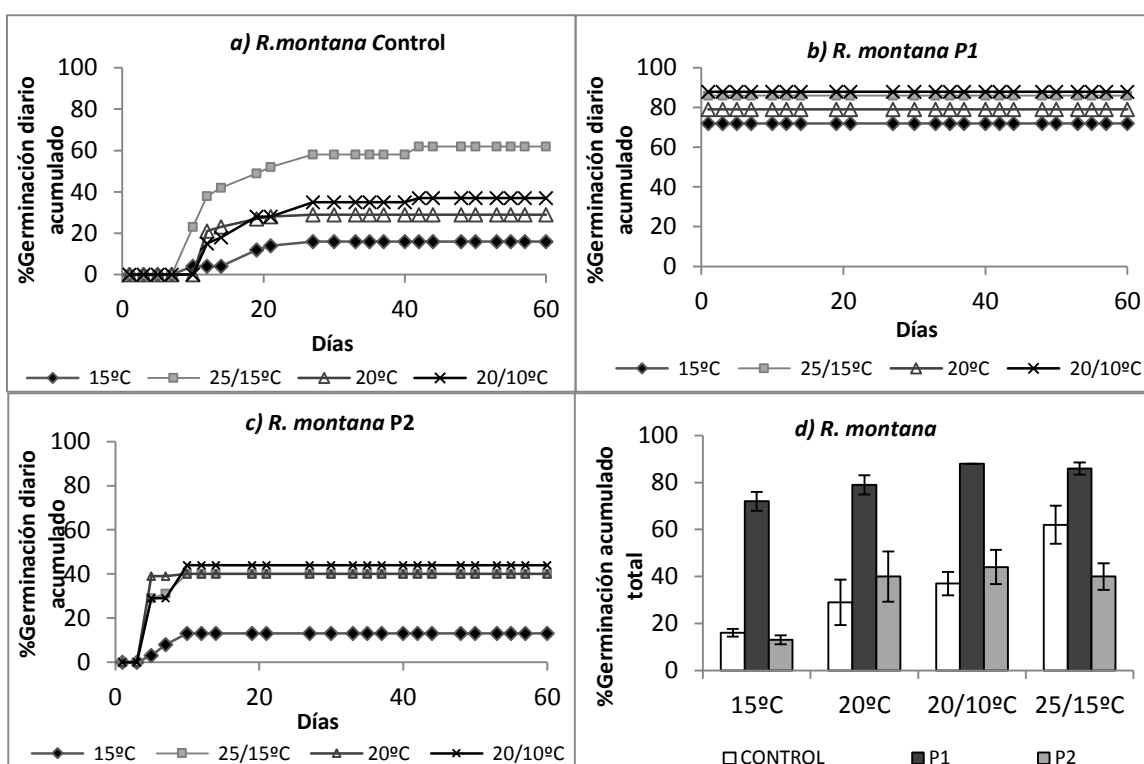 a) R.montana Control
%Germinación diario
acumulado
100
80
60
40
20
0
0 20 40 60
Días
15ºC 25/15ºC 20ºC 20/10ºC
b) R. montana P1
%Germinación diario
acumulado
100
80
60
40
20
0
0 20 40 60
Días
15ºC 25/15ºC 20ºC 20/10ºC
c) R. montana P2
%Germinación diario
acumulado
100
80
60
40
20
0
0 20 40 60
Días
15ºC 25/15ºC 20ºC 20/10ºC
d) R. montana
%Germinación acumulado
total
100
80
60
40
20
0
15ºC 20ºC 20/10ºC 25/15ºC
CONTROL P1 P2